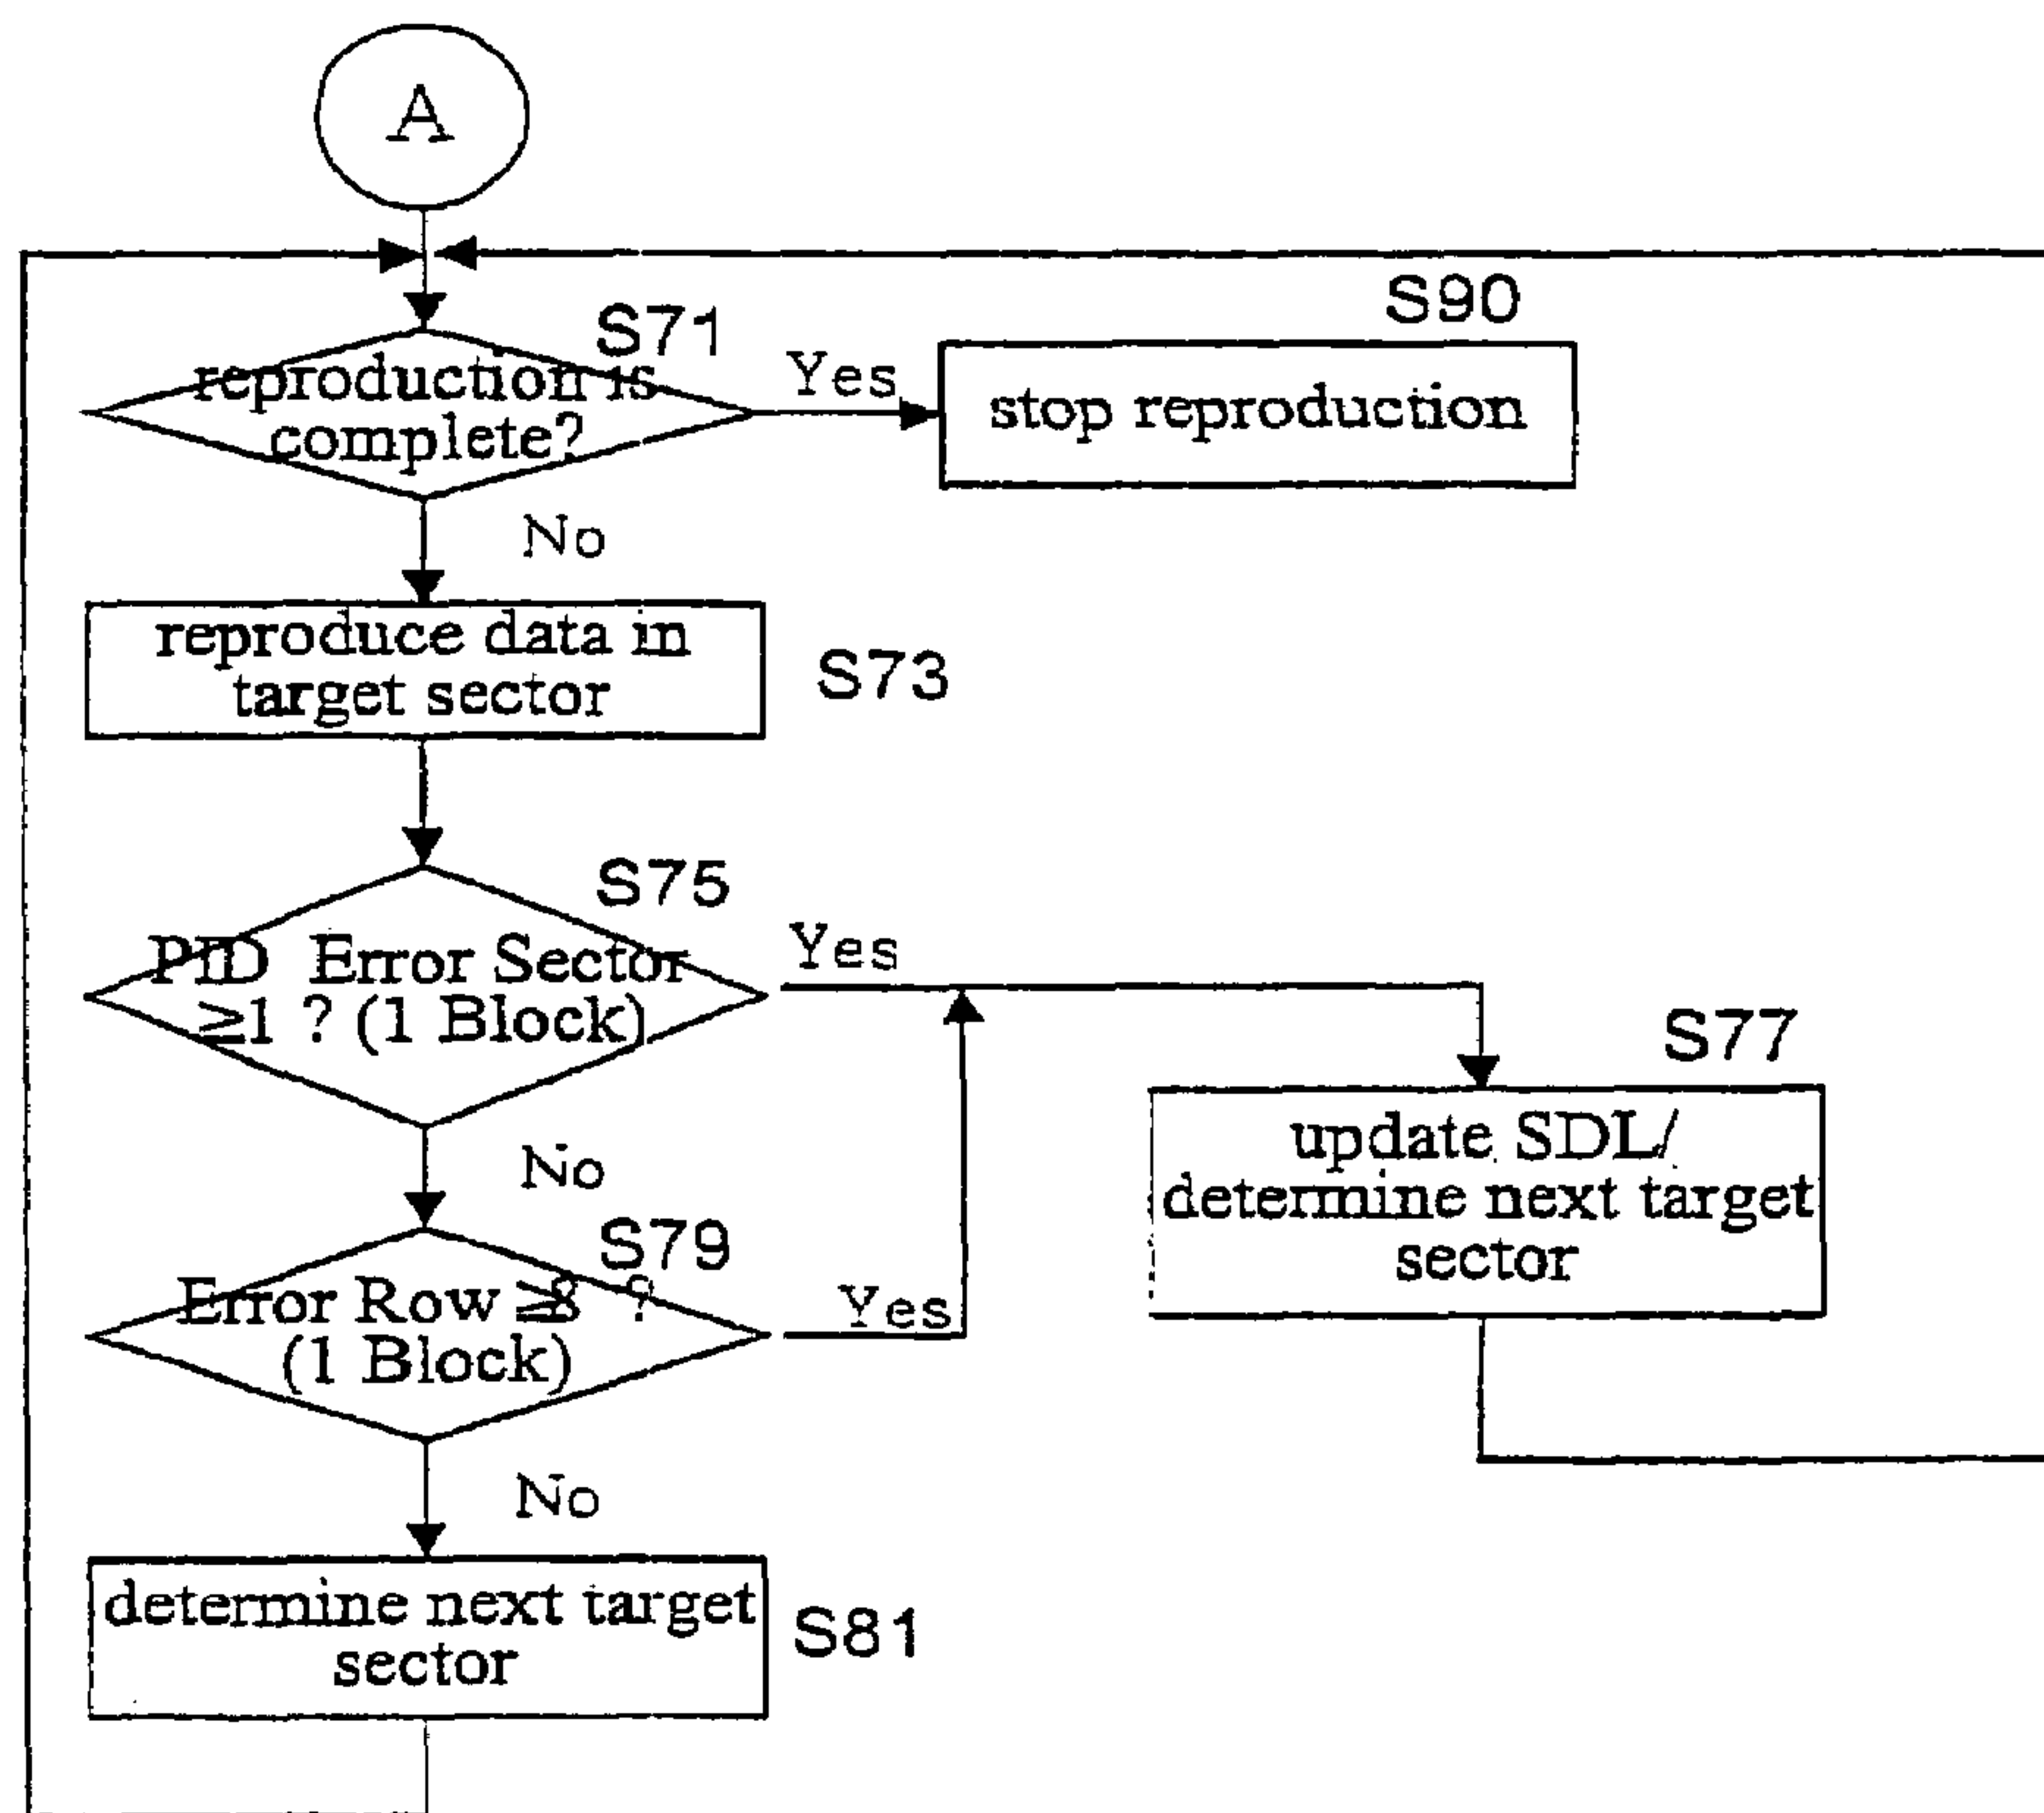 A
S71
reproduction is
complete?
Yes
S90
stop reproduction
No
reproduce data in
target sector
S73
S75
PID Error Sector
≧1 ? (1 Block)
Yes
No
S77
update SDL/
determine next target
sector
S79
Error Row ≧8 ?
(1 Block)
Yes
No
determine next target
sector
S81